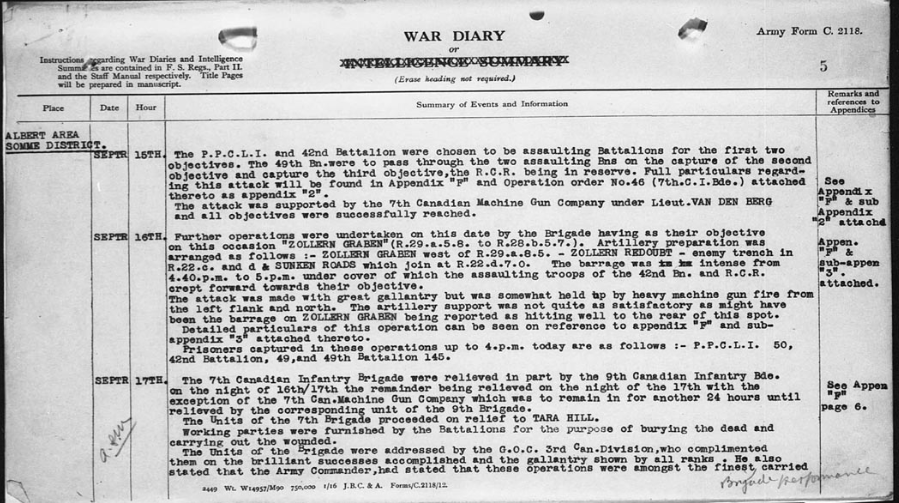 WAR DIARY
or
INTELLIGENCE SUMMARY
(Erase heading not required.)
Army Form C. 2118.
5
Instructions regarding War Diaries and Intelligence
Summaries are contained in F. S. Regs., Part II.
and the Staff Manual respectively. Title Pages
will be prepared in manuscript.
Place
Date
Hour
Summary of Events and Information
Remarks and
references to
Appendices
ALBERT AREA
SOMME DISTRICT.
SEPTR 15TH. The P.P.C.L.I. and 42nd Battalion were chosen to be assaulting Battalions for the first two
objectives. The 49th Bn.were to pass through the two assaulting Bns on the capture of the second
objective and capture the third objective,the R.C.R. being in reserve. Full particulars regard-
ing this attack will be found in Appendix "F" and Operation order No.46 (7th.C.I.Bde.) attached
thereto as appendix "2".
The attack was supported by the 7th Canadian Machine Gun Company under Lieut.VAN DEN BERG
and all objectives were successfully reached.
See
Appendix
"F" & sub
Appendix
"2" attachd
SEPTR 16TH. Further operations were undertaken on this date by the Brigade having as their objective
on this occasion "ZOLLERN GRABEN"(R.29.a.5.8. to R.28.b.5.7.). Artillery preparation was
arranged as follows :- ZOLLERN GRABEN west of R.29.a.8.5. - ZOLLERN REDOUBT - enemy trench in
R.22.c. and d & SUNKEN ROADS which join at R.22.d.7.0. The barrage was intense from
4.40.p.m. to 5.p.m. under cover of which the assaulting troops of the 42nd Bn. and R.C.R.
crept forward towards their objective.
The attack was made with great gallantry but was somewhat held up by heavy machine gun fire from
the left flank and north. The artillery support was not quite as satisfactory as might have
been the barrage on ZOLLERN GRABEN being reported as hitting well to the rear of this spot.
Detailed particulars of this operation can be seen on reference to appendix "F" and sub-
appendix "3" attached thereto.
Prisoners captured in these operations up to 4.p.m. today are as follows :- P.P.C.L.I. 50,
42nd Battalion, 49,and 49th Battalion 145.
Appen.
"F" &
sub-appen
"3".
attached.
SEPTR 17TH. The 7th Canadian Infantry Brigade were relieved in part by the 9th Canadian Infantry Bde.
on the night of 16th/17th the remainder being relieved on the night of the 17th with the
exception of the 7th Can.Machine Gun Company which was to remain in for another 24 hours until
relieved by the corresponding unit of the 9th Brigade.
The Units of the 7th Brigade proceeded on relief to TARA HILL.
Working parties were furnished by the Battalions for the purpose of burying the dead and
carrying out the wounded.
The Units of the Brigade were addressed by the G.O.C. 3rd Can.Division,who complimented
them on the brilliant successes accomplished and the gallantry shown by all ranks . He also
stated that the Army Commander,had stated that these operations were amongst the finest carried
See Appen
"F"
page 6.
2449 Wt. W14957/M90 750,000 1/16 J.B.C. & A. Forms/C.2118/12.
Brigade performance